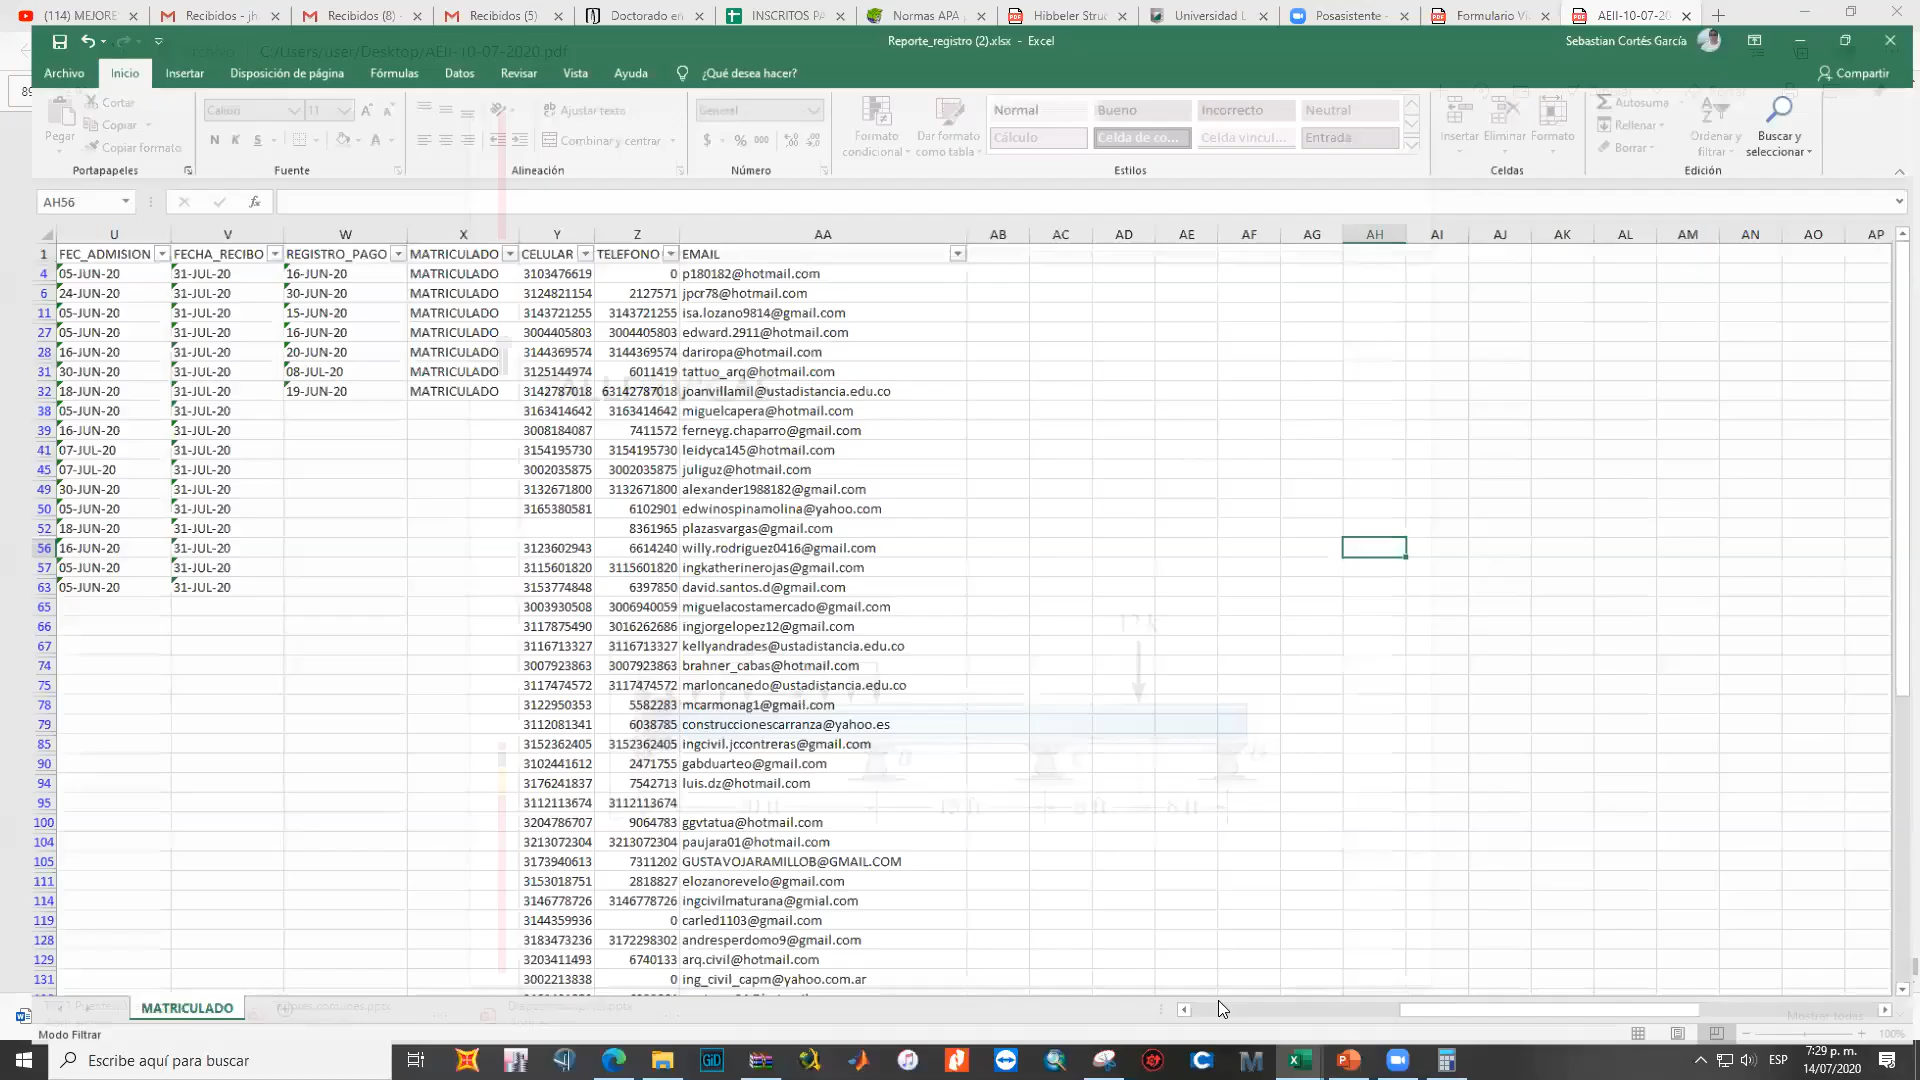 (114) MEJORES
Recibidos - jh
Recibidos (8) -
Recibidos (5)
Doctorado en
INSCRITOS PA
Normas APA
Hibbeler Stru
Universidad L
Posasistente -
Formulario Vi
AEII-10-07-20
C:/Users/user/Desktop/AEII-10-07-2020.pdf
Reporte_registro (2).xlsx - Excel
Sebastian Cortés García
Archivo Inicio Insertar Disposición de página Fórmulas Datos Revisar Vista Ayuda ¿Qué desea hacer? Compartir
Pegar
Cortar
Copiar
Copiar formato
Portapapeles
11
N K S
Fuente
Ajustar texto
Combinar y centrar
Alineación
General
$ % 000
Número
Formato condicional
Dar formato como tabla
Normal Bueno Incorrecto Neutral
Cálculo Celda de co... Celda vincul... Entrada
Estilos
Insertar Eliminar Formato
Celdas
Autosuma
Rellenar
Borrar
Ordenar y filtrar
Buscar y seleccionar
Edición
AH56 fx
U V W X Y Z AA AB AC AD AE AF AG AH AI AJ AK AL AM AN AO AP
1 FEC_ADMISION FECHA_RECIBO REGISTRO_PAGO MATRICULADO CELULAR TELEFONO EMAIL
4 05-JUN-20 31-JUL-20 16-JUN-20 MATRICULADO 3103476619 0 p180182@hotmail.com
6 24-JUN-20 31-JUL-20 30-JUN-20 MATRICULADO 3124821154 2127571 jpcr78@hotmail.com
11 05-JUN-20 31-JUL-20 15-JUN-20 MATRICULADO 3143721255 3143721255 isa.lozano9814@gmail.com
27 05-JUN-20 31-JUL-20 16-JUN-20 MATRICULADO 3004405803 3004405803 edward.2911@hotmail.com
28 16-JUN-20 31-JUL-20 20-JUN-20 MATRICULADO 3144369574 3144369574 dariropa@hotmail.com
31 30-JUN-20 31-JUL-20 08-JUL-20 MATRICULADO 3125144974 6011419 tattuo_arq@hotmail.com
32 18-JUN-20 31-JUL-20 19-JUN-20 MATRICULADO 3142787018 63142787018 joanvillamil@ustadistancia.edu.co
38 05-JUN-20 31-JUL-20 3163414642 3163414642 miguelcapera@hotmail.com
39 16-JUN-20 31-JUL-20 3008184087 7411572 ferneyg.chaparro@gmail.com
41 07-JUL-20 31-JUL-20 3154195730 3154195730 leidyca145@hotmail.com
45 07-JUL-20 31-JUL-20 3002035875 3002035875 juliguz@hotmail.com
49 30-JUN-20 31-JUL-20 3132671800 3132671800 alexander1988182@gmail.com
50 05-JUN-20 31-JUL-20 3165380581 6102901 edwinospinamolina@yahoo.com
52 18-JUN-20 31-JUL-20 8361965 plazasvargas@gmail.com
56 16-JUN-20 31-JUL-20 3123602943 6614240 willy.rodriguez0416@gmail.com
57 05-JUN-20 31-JUL-20 3115601820 3115601820 ingkatherinerojas@gmail.com
63 05-JUN-20 31-JUL-20 3153774848 6397850 david.santos.d@gmail.com
65 3003930508 3006940059 miguelacostamercado@gmail.com
66 3117875490 3016262686 ingjorgelopez12@gmail.com
67 3116713327 3116713327 kellyandrades@ustadistancia.edu.co
74 3007923863 3007923863 brahner_cabas@hotmail.com
75 3117474572 3117474572 marloncanedo@ustadistancia.edu.co
78 3122950353 5582283 mcarmonag1@gmail.com
79 3112081341 6038785 construccionescarranza@yahoo.es
85 3152362405 3152362405 ingcivil.jccontreras@gmail.com
90 3102441612 2471755 gabduarteo@gmail.com
94 3176241837 7542713 luis.dz@hotmail.com
95 3112113674 3112113674
100 3204786707 9064783 ggvtatua@hotmail.com
104 3213072304 3213072304 paujara01@hotmail.com
105 3173940613 7311202 GUSTAVOJARAMILLOB@GMAIL.COM
111 3153018751 2818827 elozanorevelo@gmail.com
114 3146778726 3146778726 ingcivilmaturana@gmial.com
119 3144359936 0 carled1103@gmail.com
128 3183473236 3172298302 andresperdomo9@gmail.com
129 3203411493 6740133 arq.civil@hotmail.com
131 3002213838 0 ing_civil_capm@yahoo.com.ar
MATRICULADO
Mostrar todos
Modo Filtrar
100%
Escribe aquí para buscar
ESP
7:29 p. m.
14/07/2020